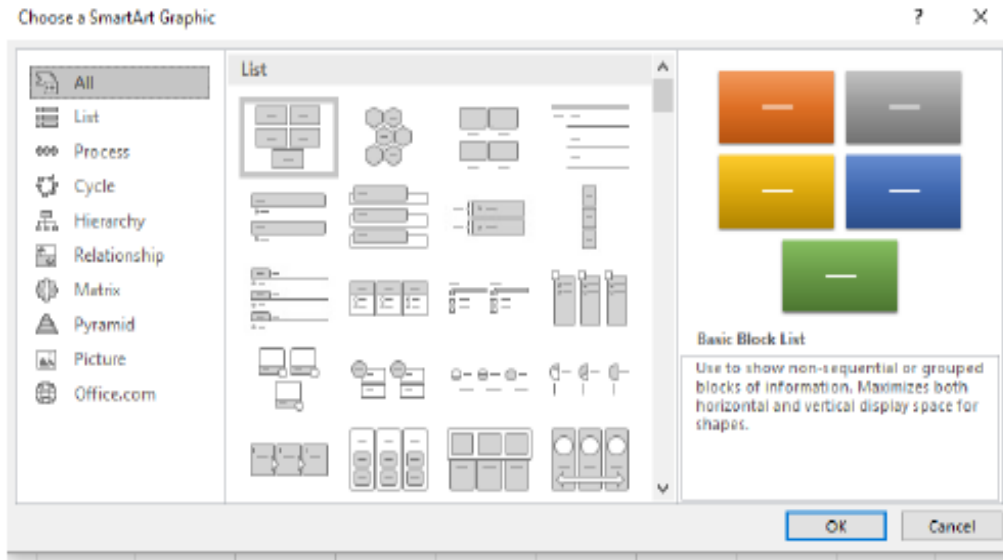 Choose a SmartArt Graphic
All
List
Process
Cycle
Hierarchy
Relationship
Matrix
Pyramid
Picture
Office.com
List
Basic Block List
Use to show non-sequential or grouped
blocks of information. Maximizes both
horizontal and vertical display space for
shapes.
OK
Cancel